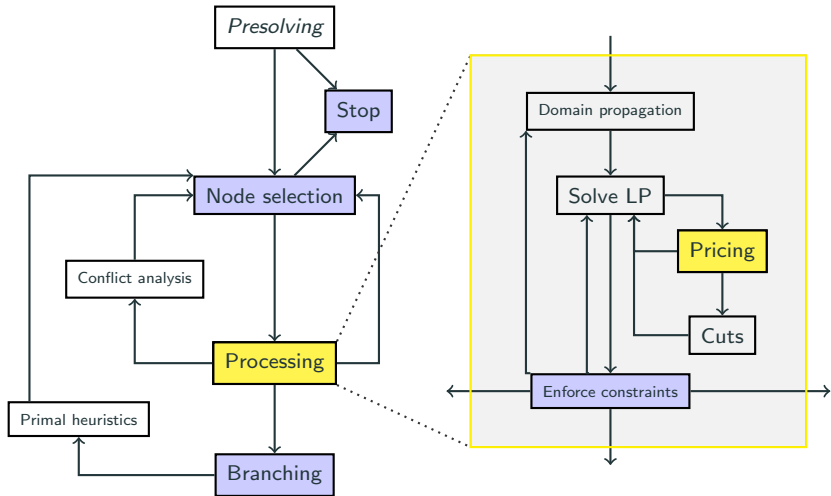 Presolving
Stop
Node selection
Conflict analysis
Processing
Primal heuristics
Branching
Domain propagation
Solve LP
Pricing
Cuts
Enforce constraints